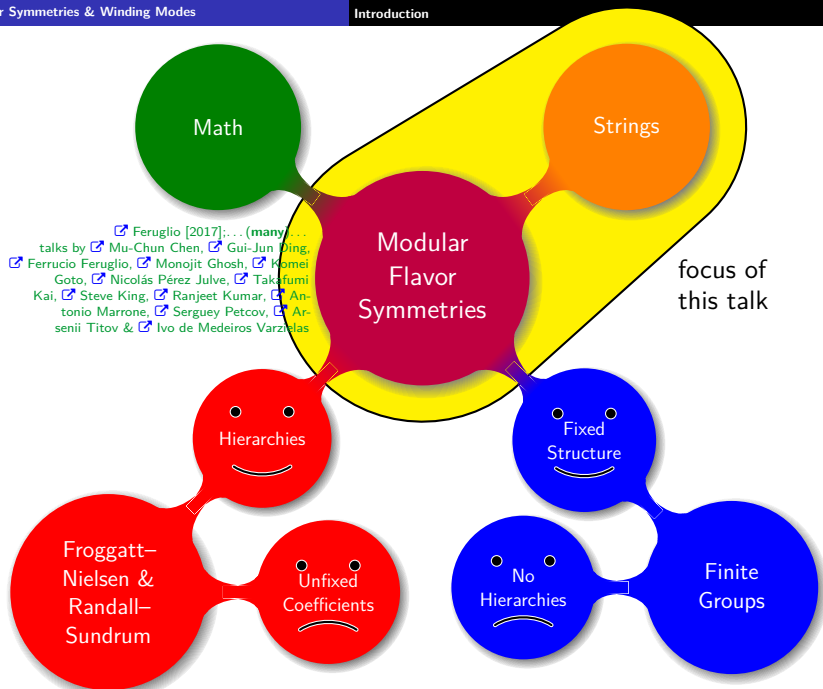 r Symmetries & Winding Modes
Introduction
Math
Strings
Feruglio [2017];... (many)...
talks by Mu-Chun Chen, Gui-Jun Ding,
Ferrucio Feruglio, Monojit Ghosh, Komei
Goto, Nicolás Pérez Julve, Takafumi
Kai, Steve King, Ranjeet Kumar, An-
tonio Marrone, Serguey Petcov, Ar-
senii Titov & Ivo de Medeiros Varzielas
Modular
Flavor
Symmetries
focus of
this talk
Hierarchies
Fixed
Structure
Froggatt–
Nielsen &
Randall–
Sundrum
Unfixed
Coefficients
No
Hierarchies
Finite
Groups